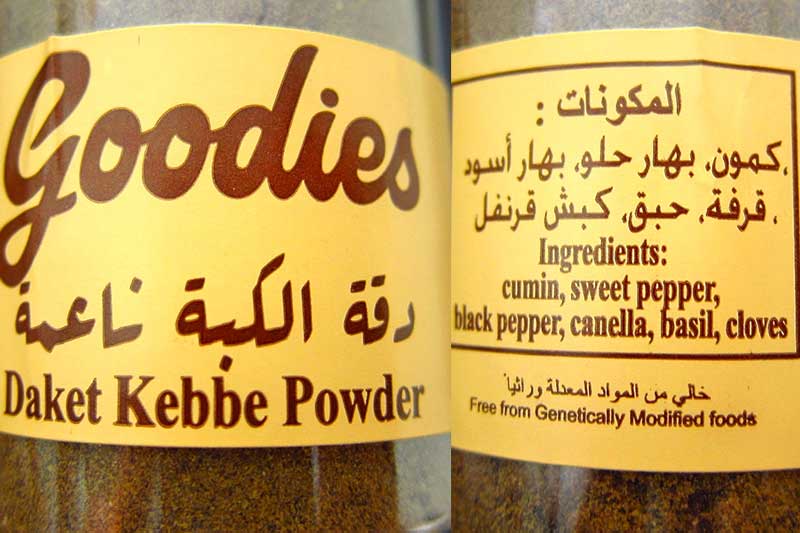 Goodies
دقة الكبة ناعمة
Daket Kebbe Powder
المكونات :
كمون، بهار حلو، بهار أسود،
قرفة، حبق، كبش قرنفل،
Ingredients:
cumin, sweet pepper,
black pepper, canella, basil, cloves
خالي من المواد المعدلة وراثياً
Free from Genetically Modified foods